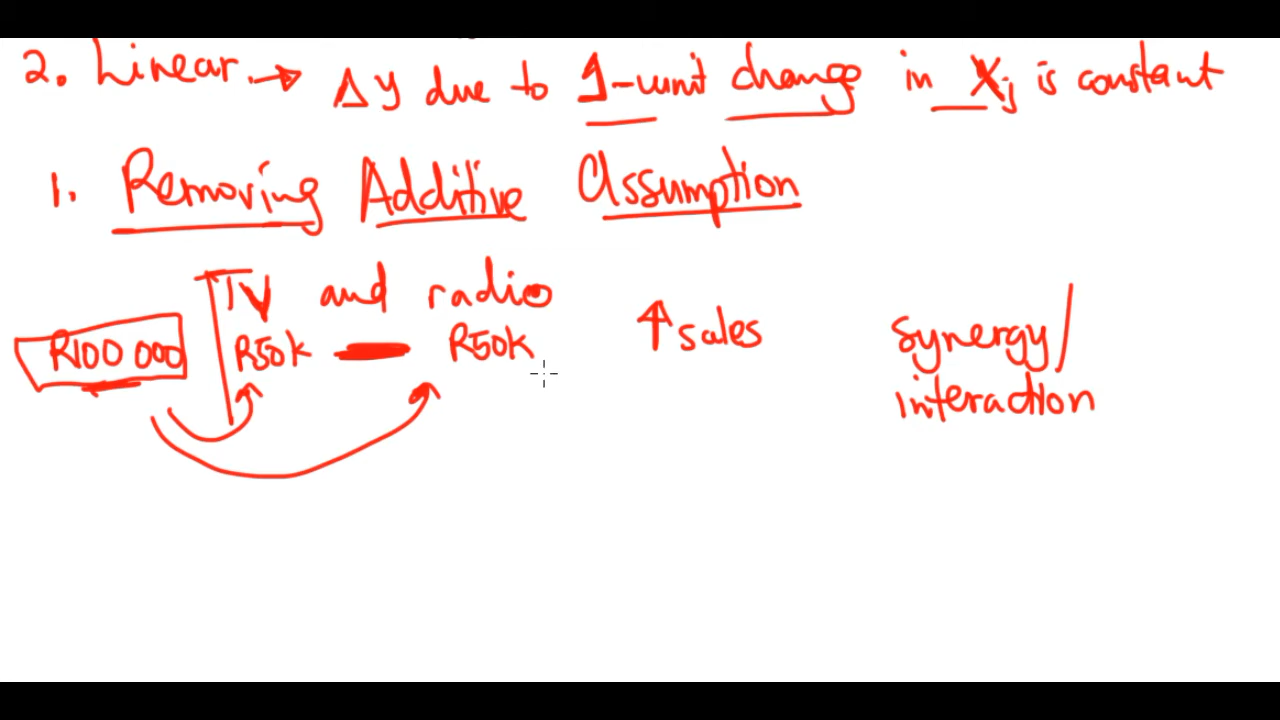 2. Linear. → Δy due to 1-unit change in Xj is constant
1. Removing Additive Assumption
TV and radio
R100 000 R50k R50k ↑ sales synergy/
interaction